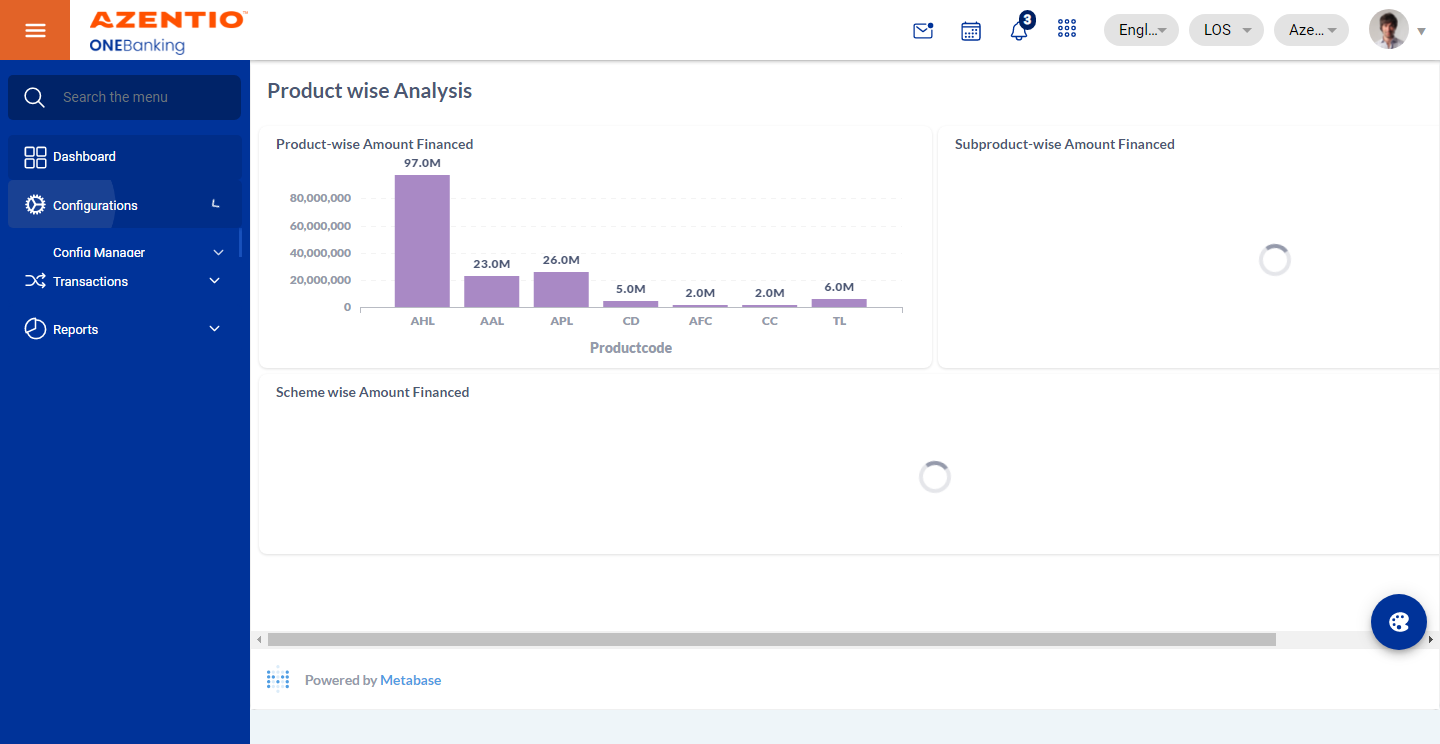 AZENTIO™
ONEBanking
3
Engl...
LOS
Aze...
Search the menu
Dashboard
Configurations
Config Manager
Transactions
Reports
Product wise Analysis
Product-wise Amount Financed
97.0M
80,000,000
60,000,000
40,000,000
20,000,000
0
23.0M
26.0M
5.0M
2.0M
2.0M
6.0M
AHL
AAL
APL
CD
AFC
CC
TL
Productcode
Subproduct-wise Amount Financed
Scheme wise Amount Financed
Powered by Metabase